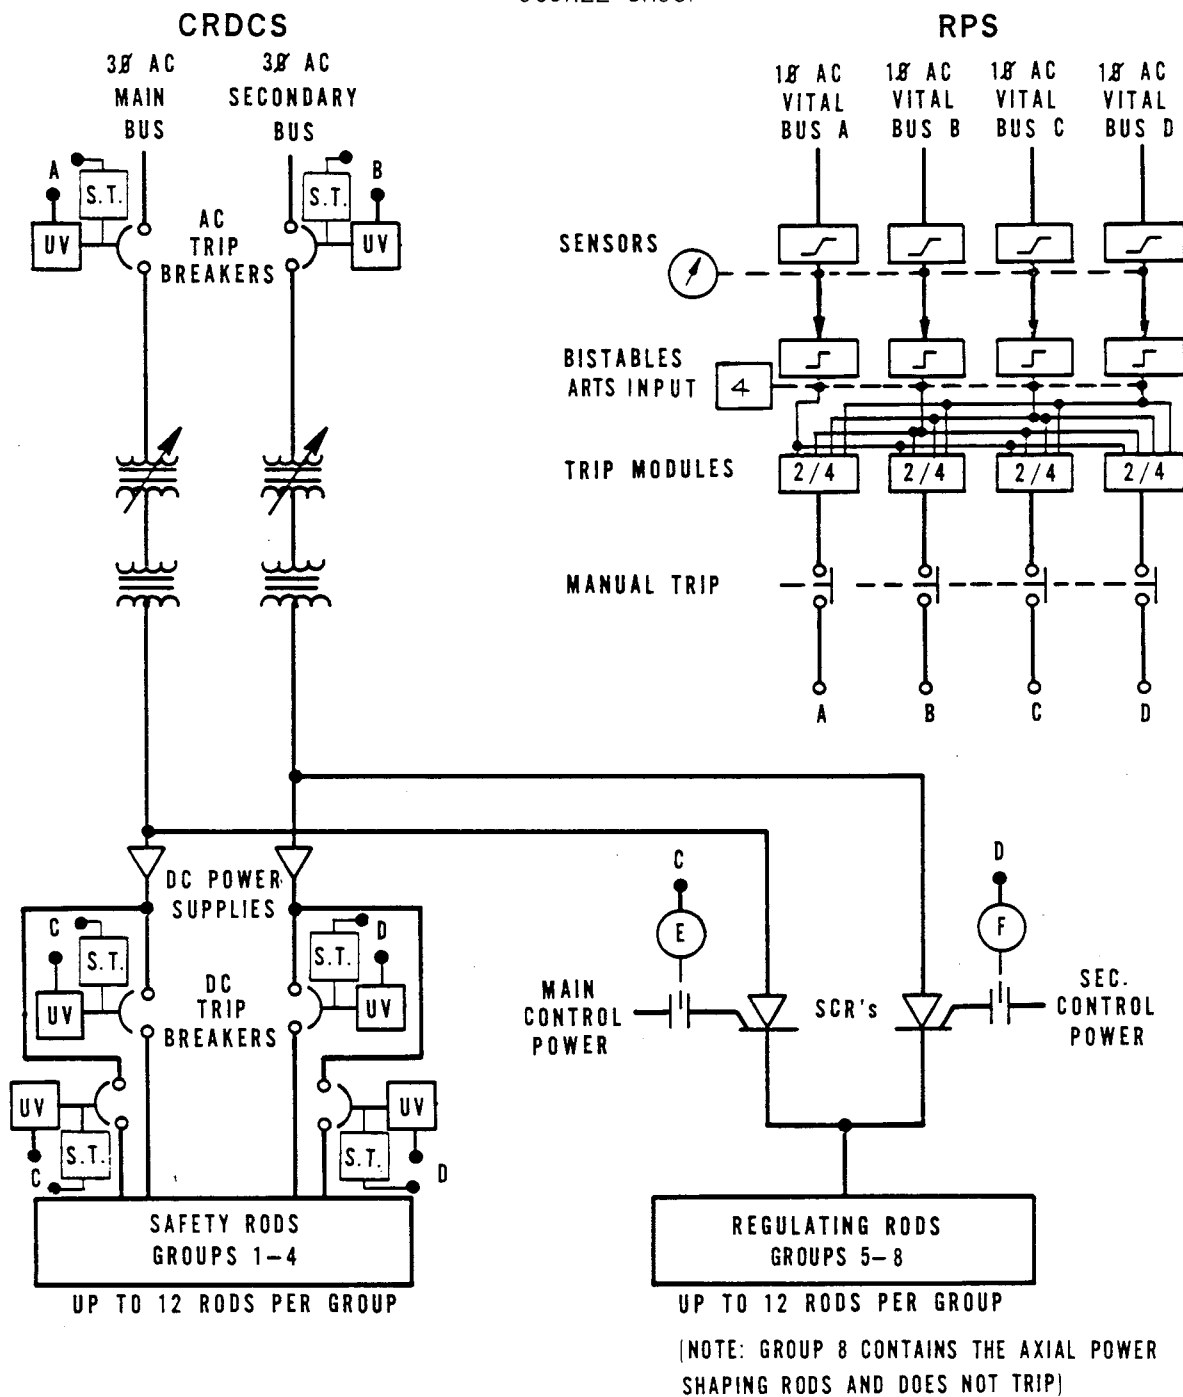 CRDCS
RPS
3Ø AC
MAIN
BUS
3Ø AC
SECONDARY
BUS
1Ø AC
VITAL
BUS A
1Ø AC
VITAL
BUS B
1Ø AC
VITAL
BUS C
1Ø AC
VITAL
BUS D
A
S.T.
UV
AC
TRIP
BREAKERS
S.T.
B
UV
SENSORS
BISTABLES
ARTS INPUT
4
TRIP MODULES
2/4
2/4
2/4
2/4
MANUAL TRIP
A
B
C
D
DC POWER
SUPPLIES
C
S.T.
UV
DC
TRIP
BREAKERS
S.T.
D
UV
UV
S.T.
C
UV
S.T.
D
C
E
D
F
MAIN
CONTROL
POWER
SCR's
SEC.
CONTROL
POWER
SAFETY RODS
GROUPS 1-4
UP TO 12 RODS PER GROUP
REGULATING RODS
GROUPS 5-8
UP TO 12 RODS PER GROUP
(NOTE: GROUP 8 CONTAINS THE AXIAL POWER
SHAPING RODS AND DOES NOT TRIP)